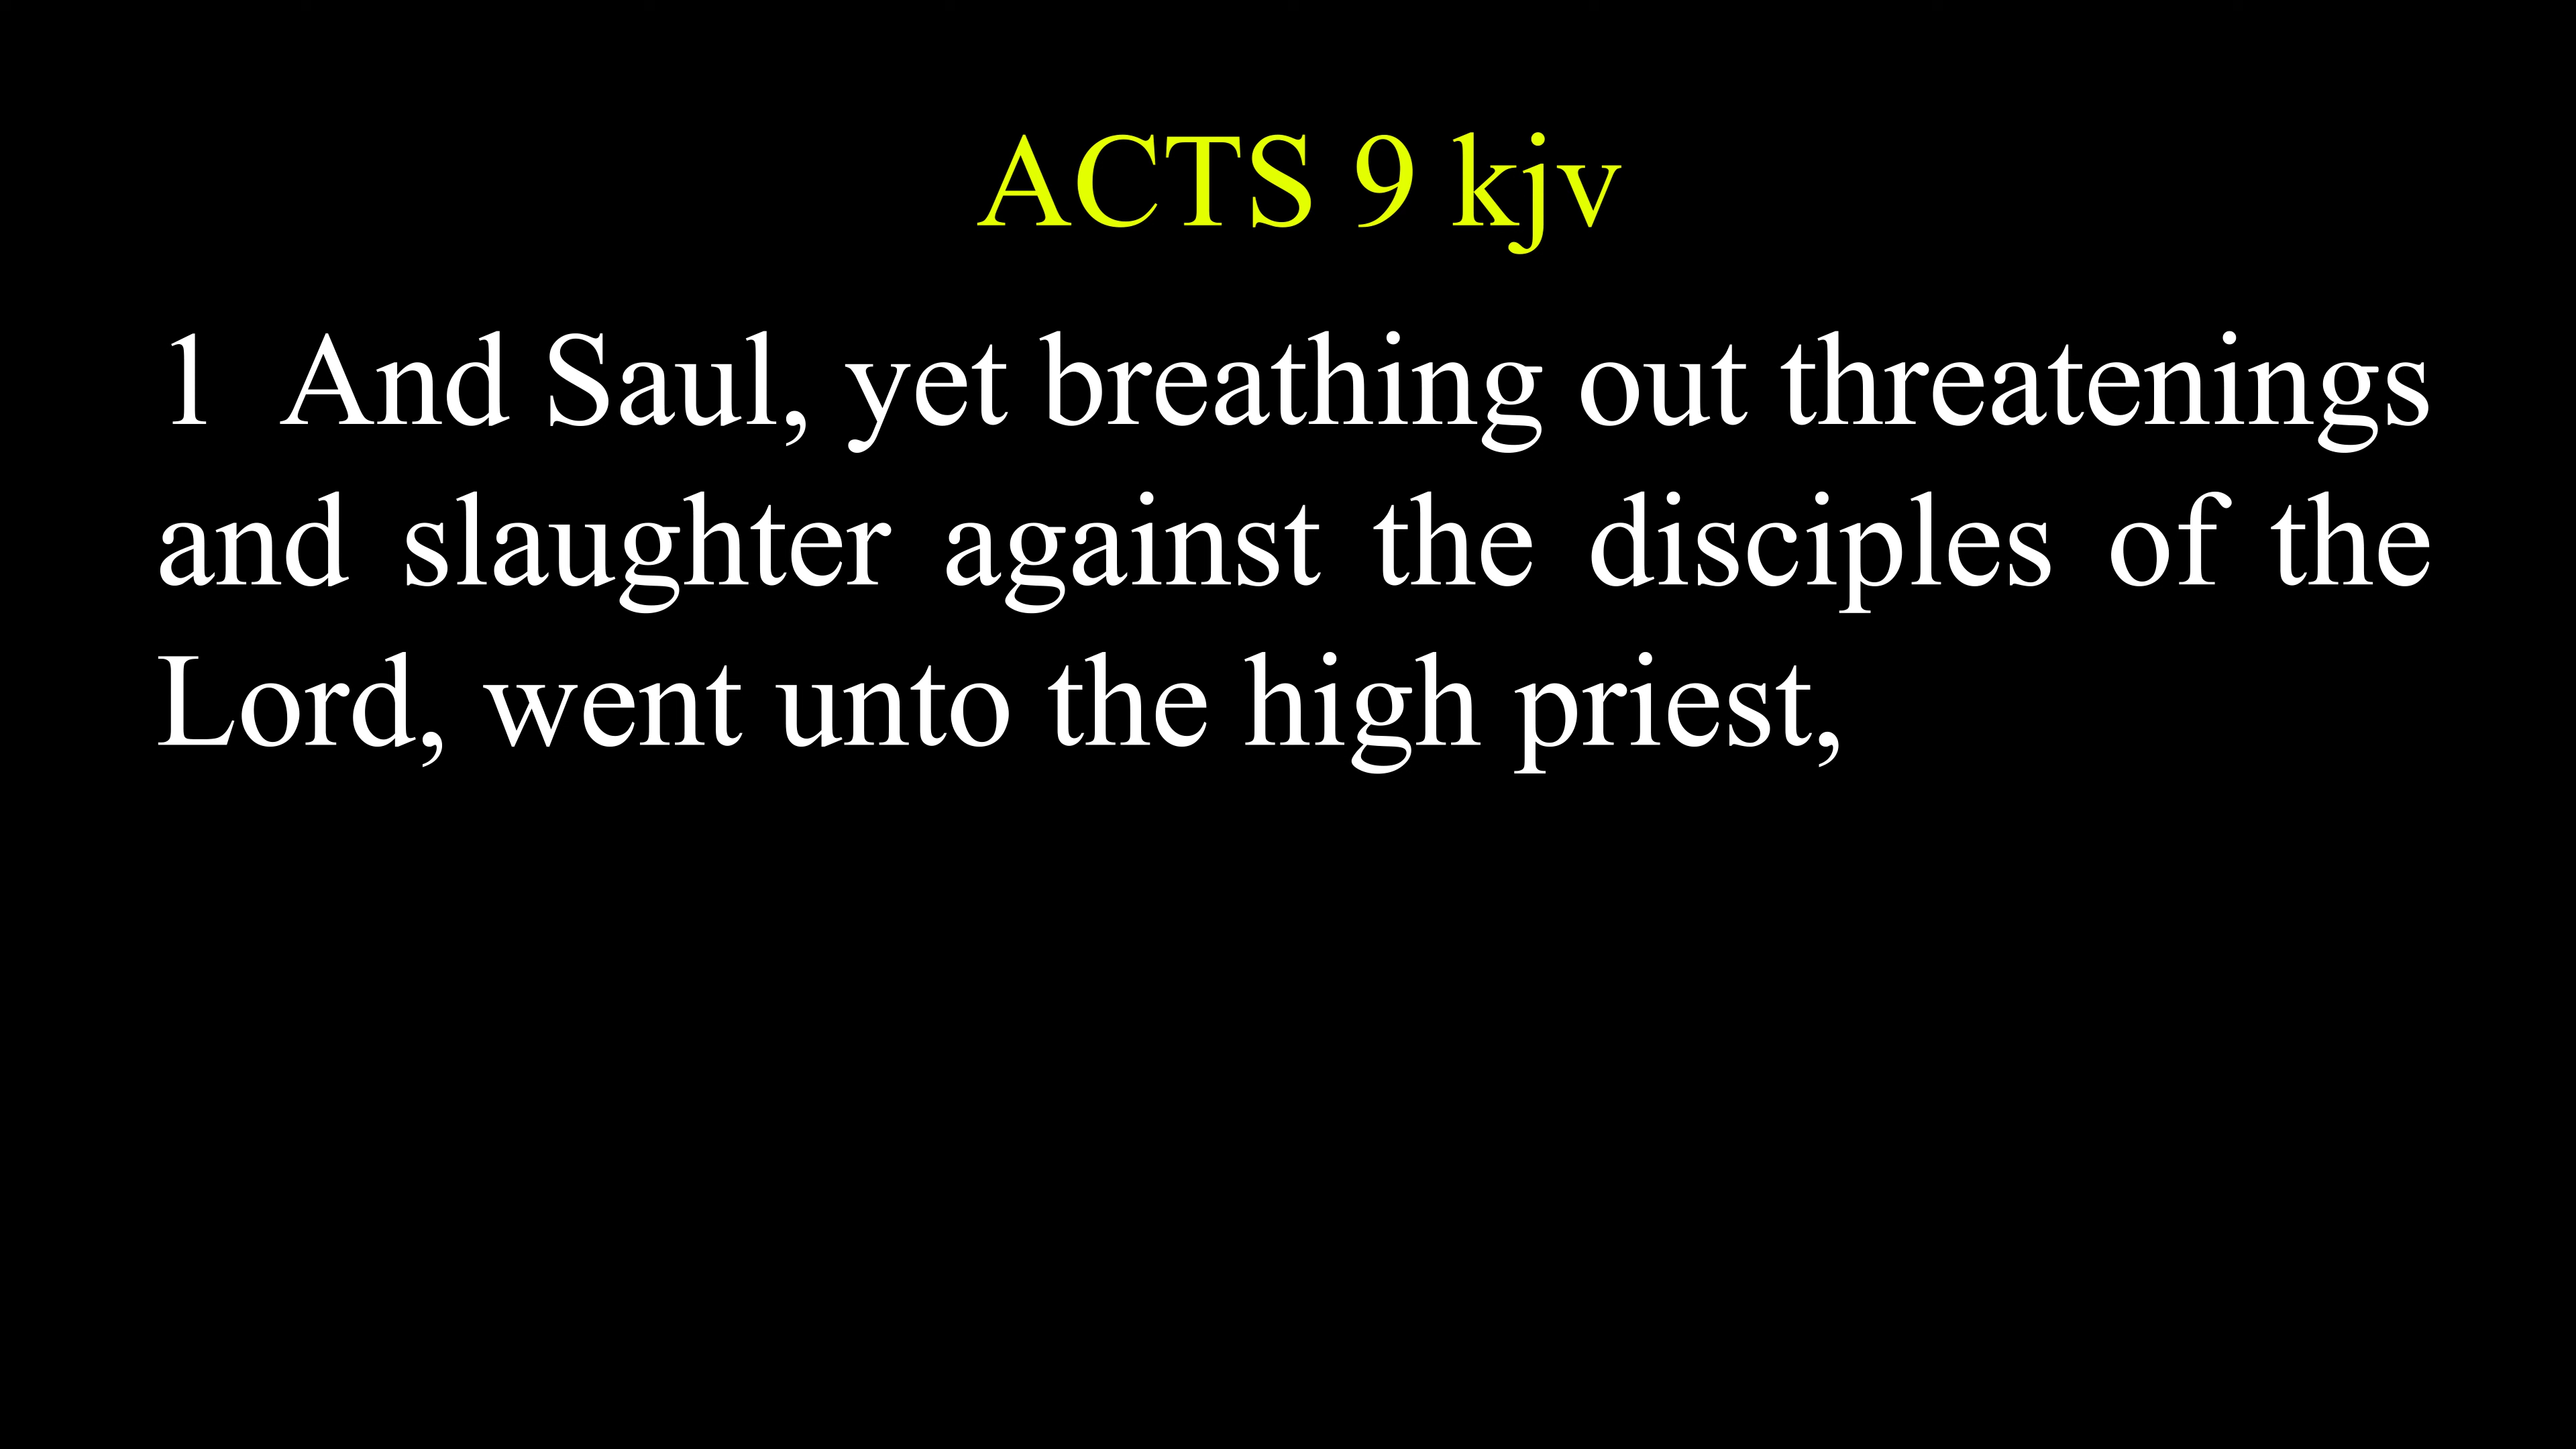 ACTS 9 kjv
1 And Saul, yet breathing out threatenings
and slaughter against the disciples of the
Lord, went unto the high priest,